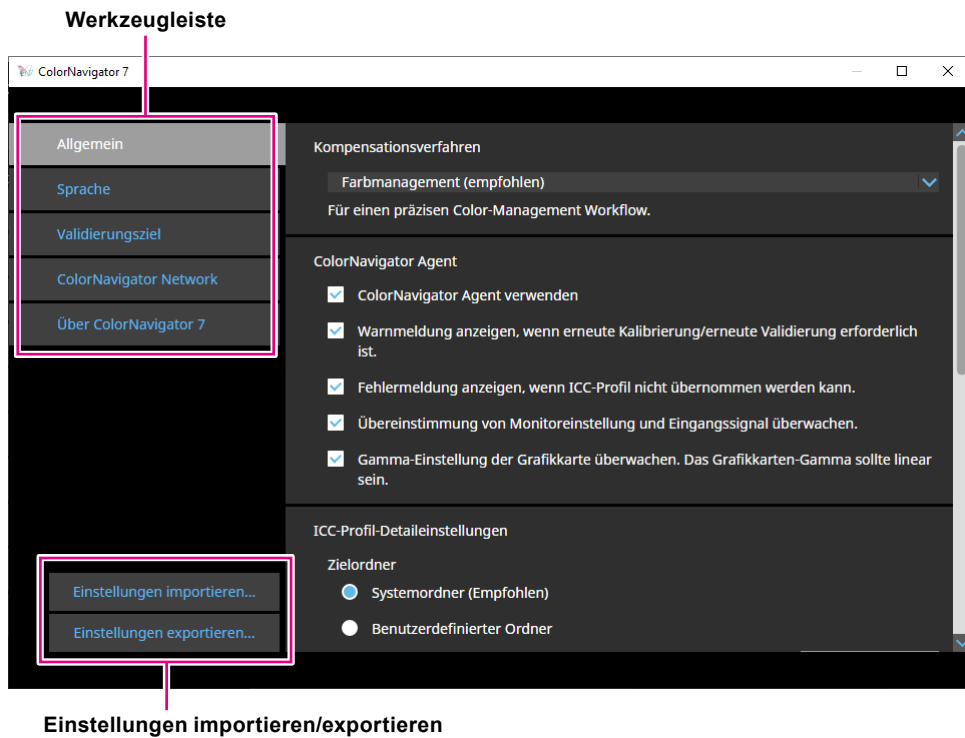 Werkzeugleiste
ColorNavigator 7
Allgemein
Sprache
Validierungsziel
ColorNavigator Network
Über ColorNavigator 7
Kompensationsverfahren
Farbmanagement (empfohlen)
Für einen präzisen Color-Management Workflow.
ColorNavigator Agent
ColorNavigator Agent verwenden
Warnmeldung anzeigen, wenn erneute Kalibrierung/erneute Validierung erforderlich
ist.
Fehlermeldung anzeigen, wenn ICC-Profil nicht übernommen werden kann.
Übereinstimmung von Monitoreinstellung und Eingangssignal überwachen.
Gamma-Einstellung der Grafikkarte überwachen. Das Grafikkarten-Gamma sollte linear
sein.
ICC-Profil-Detaileinstellungen
Zielordner
Systemordner (Empfohlen)
Benutzerdefinierter Ordner
Einstellungen importieren...
Einstellungen exportieren...
Einstellungen importieren/exportieren